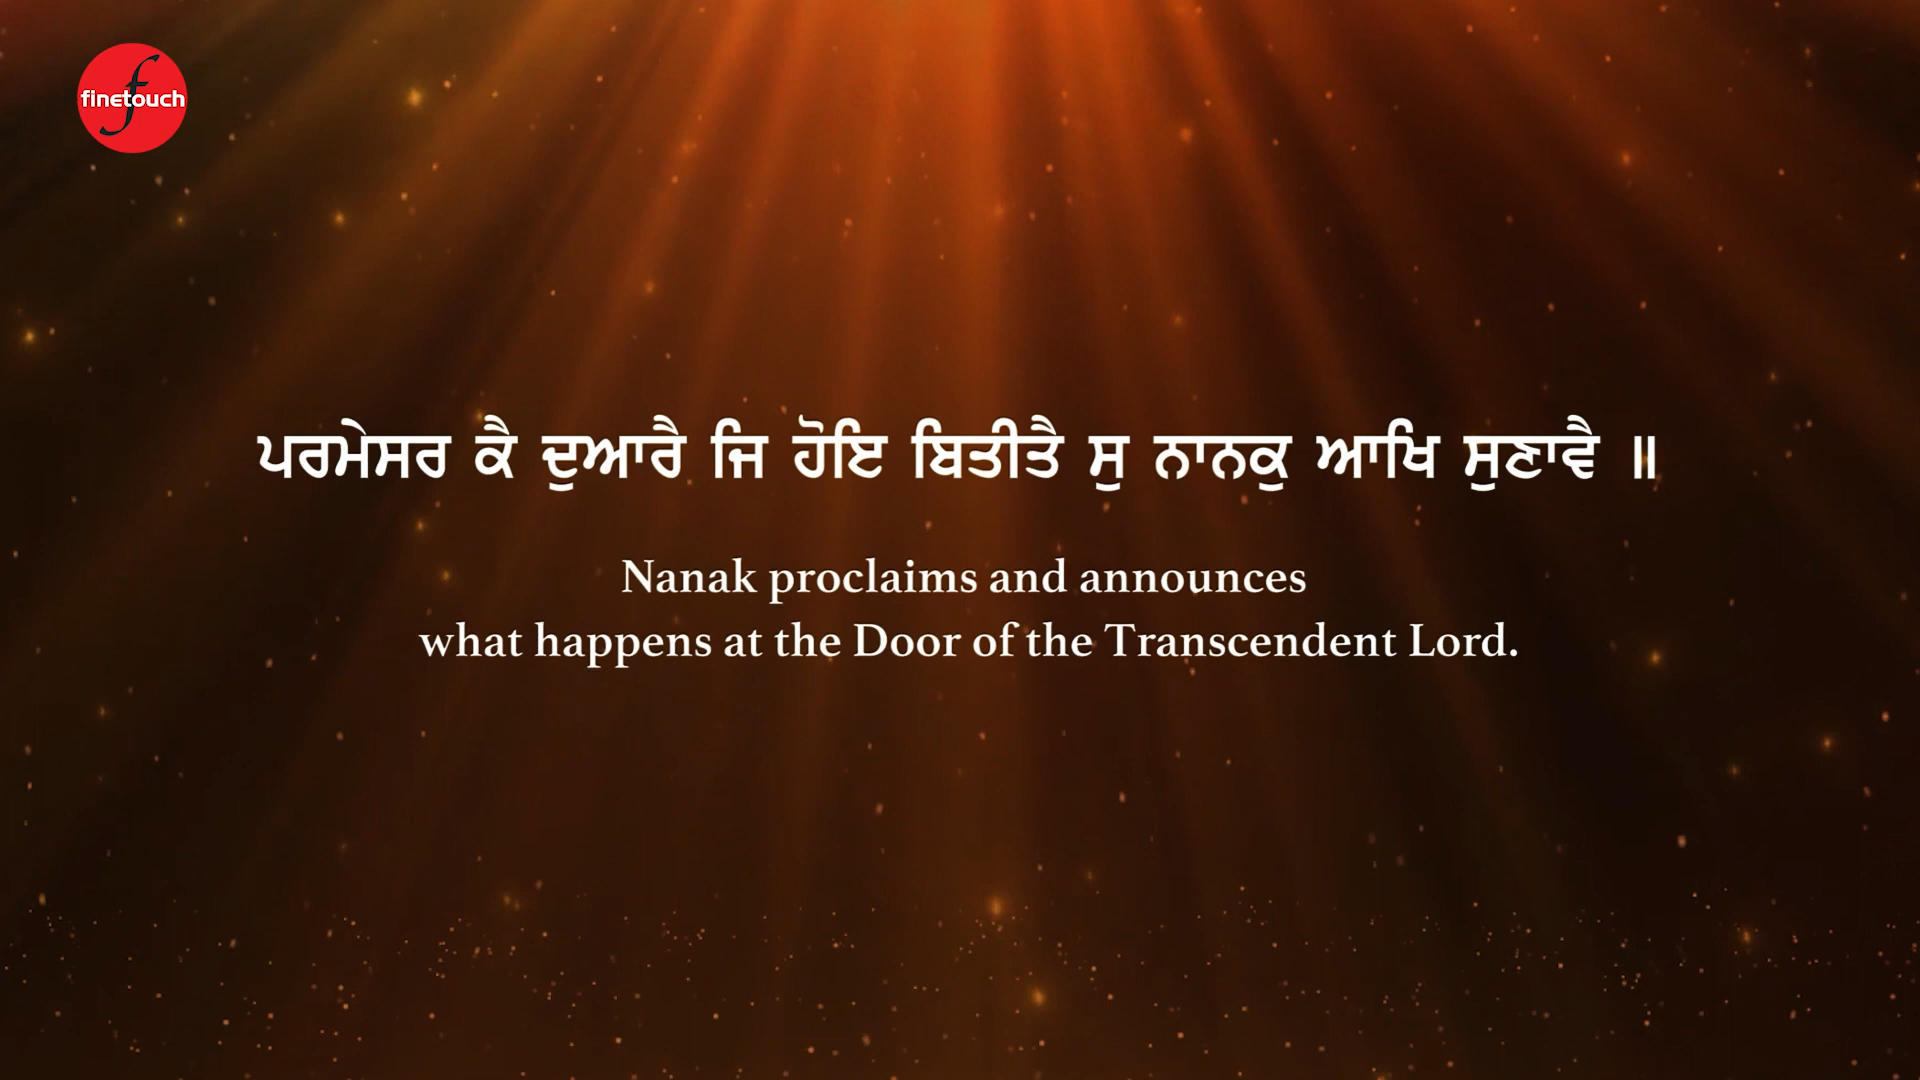 finetouch
ਪਰਮੇਸਰ ਕੈ ਦੁਆਰੈ ਜਿ ਹੋਇ ਬਿਤੀਤੈ ਸੁ ਨਾਨਕੁ ਆਖਿ ਸੁਣਾਵੈ ॥
Nanak proclaims and announces
what happens at the Door of the Transcendent Lord.